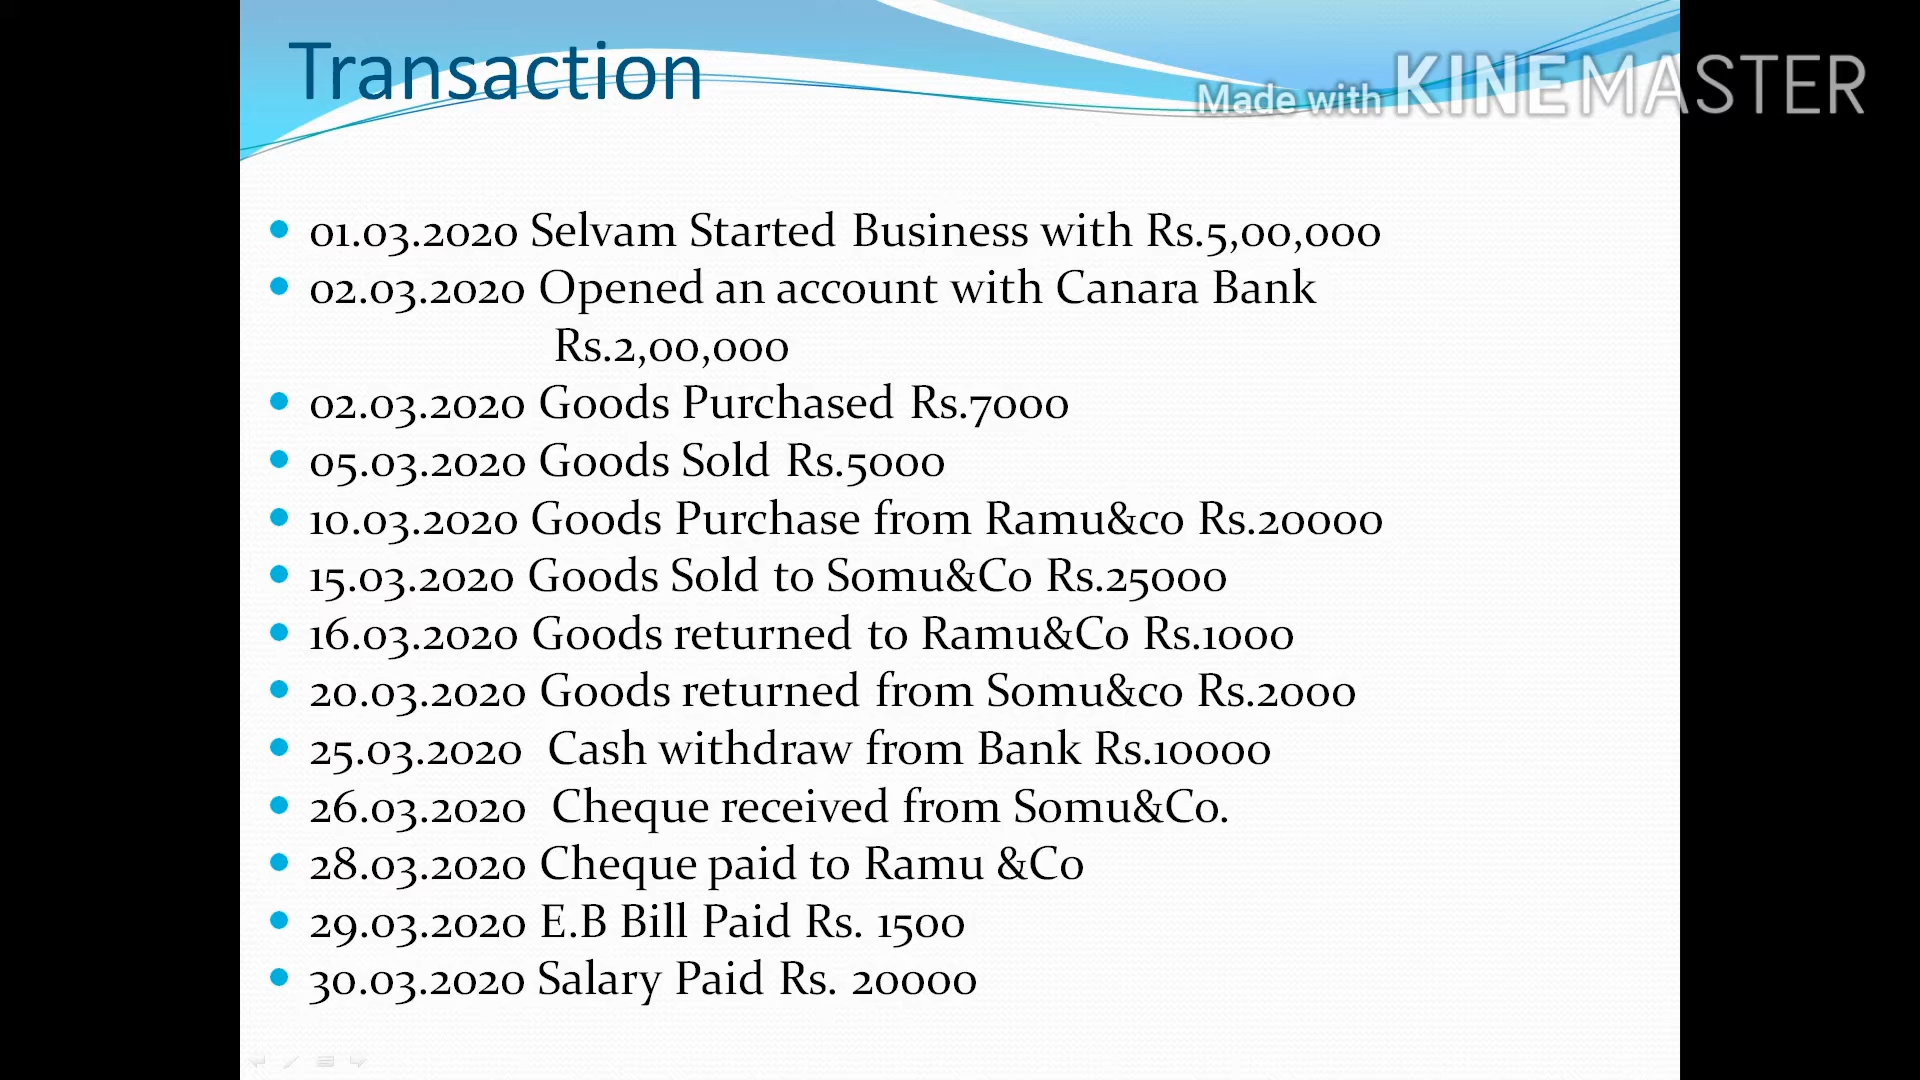 Transaction
Made with KINEMASTER
01.03.2020 Selvam Started Business with Rs.5,00,000
02.03.2020 Opened an account with Canara Bank
Rs.2,00,000
02.03.2020 Goods Purchased Rs.7000
05.03.2020 Goods Sold Rs.5000
10.03.2020 Goods Purchase from Ramu&co Rs.20000
15.03.2020 Goods Sold to Somu&Co Rs.25000
16.03.2020 Goods returned to Ramu&Co Rs.1000
20.03.2020 Goods returned from Somu&co Rs.2000
25.03.2020 Cash withdraw from Bank Rs.10000
26.03.2020 Cheque received from Somu&Co.
28.03.2020 Cheque paid to Ramu &Co
29.03.2020 E.B Bill Paid Rs. 1500
30.03.2020 Salary Paid Rs. 20000